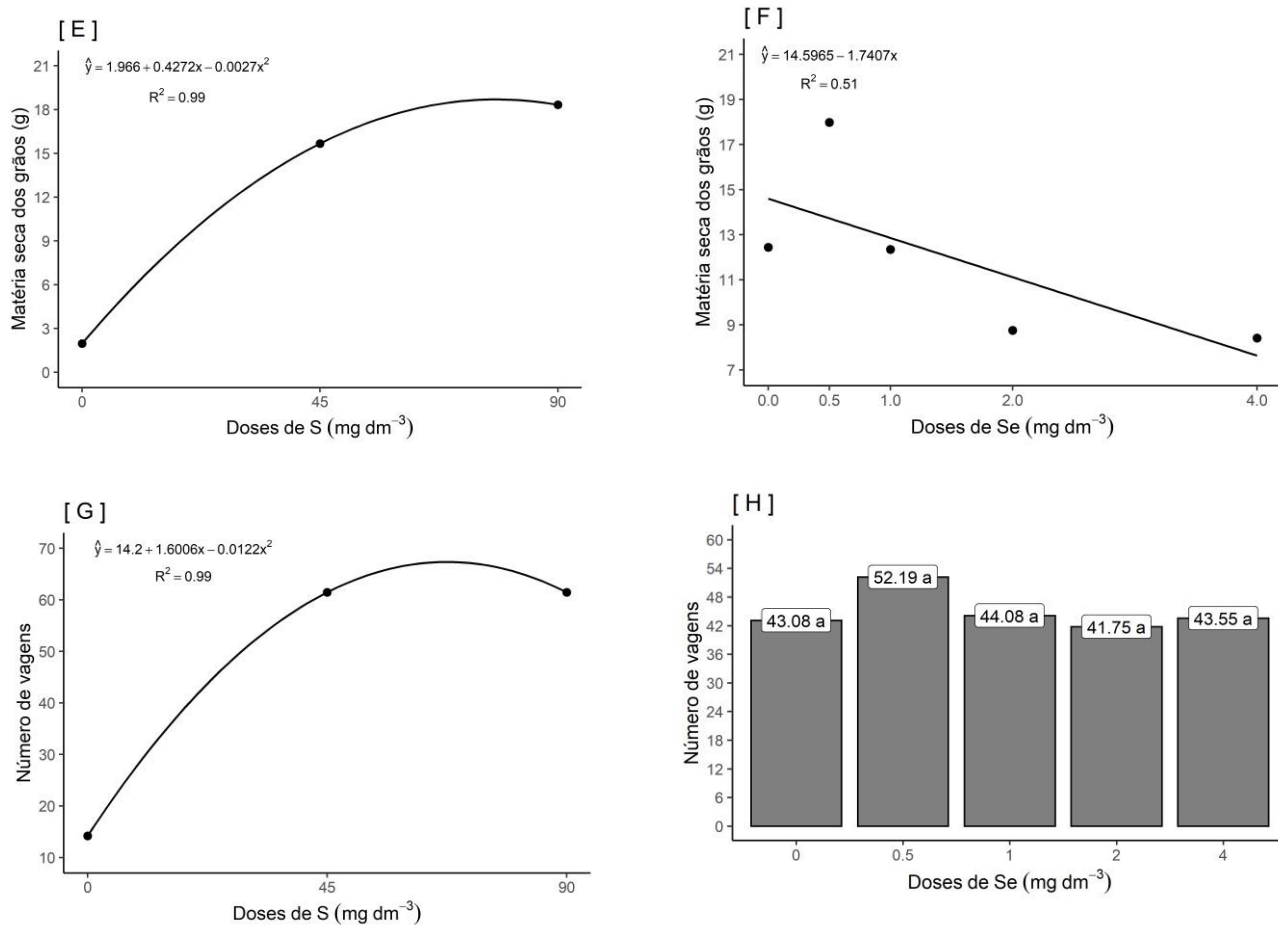 [ E ]
ŷ = 1.966 + 0.4272x − 0.0027x²
R² = 0.99
Matéria seca dos grãos (g)
21
18
15
12
9
6
3
0
0 45 90
Doses de S (mg dm⁻³)
[ F ]
ŷ = 14.5965 − 1.7407x
R² = 0.51
Matéria seca dos grãos (g)
21
19
17
15
13
11
9
7
0.0 0.5 1.0 2.0 4.0
Doses de Se (mg dm⁻³)
[ G ]
ŷ = 14.2 + 1.6006x − 0.0122x²
R² = 0.99
Número de vagens
70
60
50
40
30
20
10
0 45 90
Doses de S (mg dm⁻³)
[ H ]
Número de vagens
60
54
48
42
36
30
24
18
12
6
0
43.08 a 52.19 a 44.08 a 41.75 a 43.55 a
0 0.5 1 2 4
Doses de Se (mg dm⁻³)